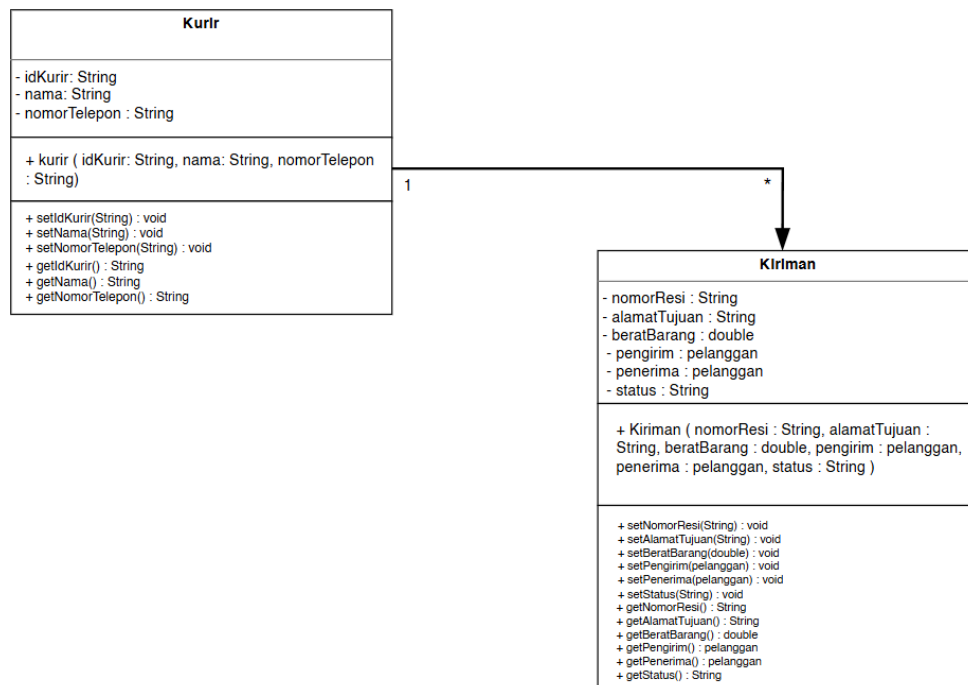 Kurir
- idKurir: String
- nama: String
- nomorTelepon : String
+ kurir ( idKurir: String, nama: String, nomorTelepon
: String)
+ setIdKurir(String) : void
+ setNama(String) : void
+ setNomorTelepon(String) : void
+ getIdKurir() : String
+ getNama() : String
+ getNomorTelepon() : String
1
*
Kiriman
- nomorResi : String
- alamatTujuan : String
- beratBarang : double
- pengirim : pelanggan
- penerima : pelanggan
- status : String
+ Kiriman ( nomorResi : String, alamatTujuan :
String, beratBarang : double, pengirim : pelanggan,
penerima : pelanggan, status : String )
+ setNomorResi(String) : void
+ setAlamatTujuan(String) : void
+ setBeratBarang(double) : void
+ setPengirim(pelanggan) : void
+ setPenerima(pelanggan) : void
+ setStatus(String) : void
+ getNomorResi() : String
+ getAlamatTujuan() : String
+ getBeratBarang() : double
+ getPengirim() : pelanggan
+ getPenerima() : pelanggan
+ getStatus() : String